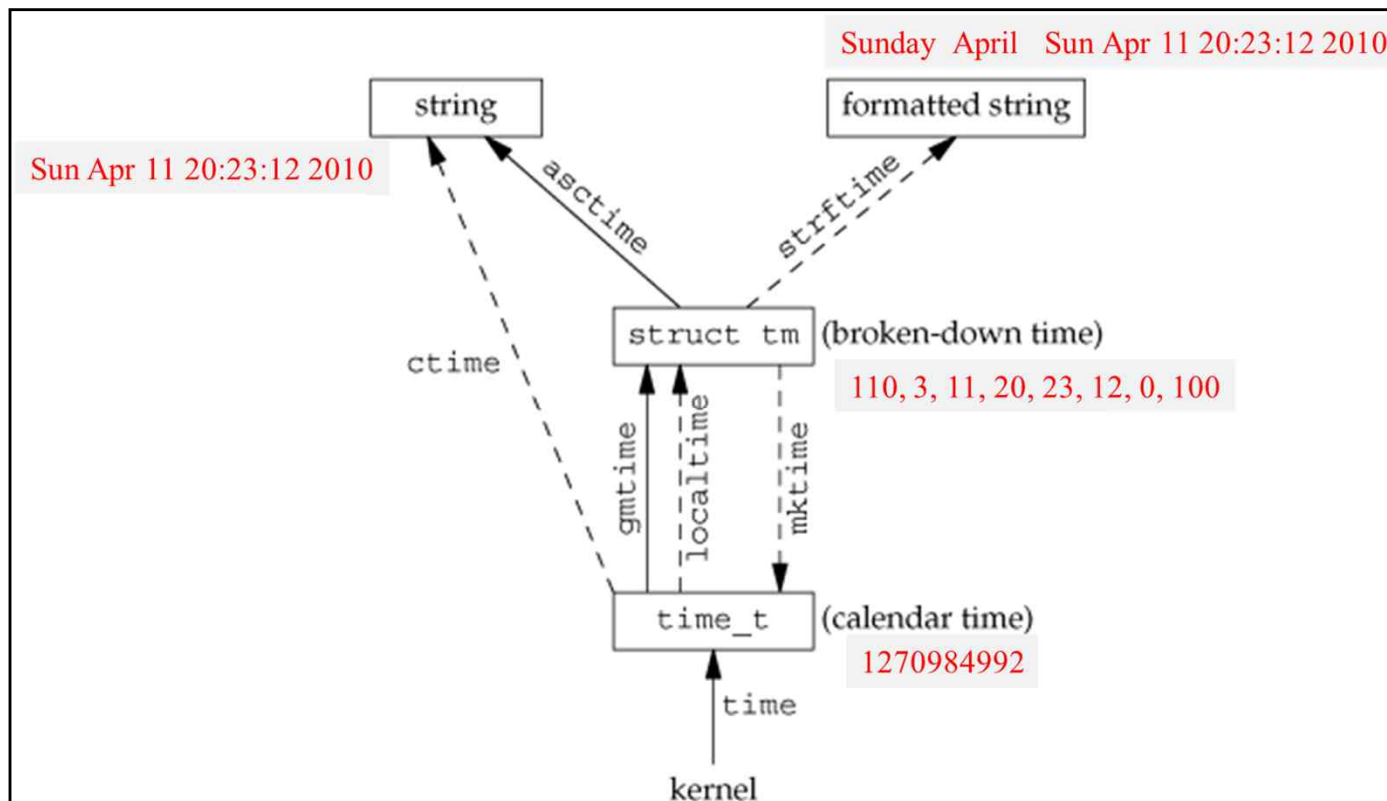 Sunday April Sun Apr 11 20:23:12 2010
string
formatted string
Sun Apr 11 20:23:12 2010
asctime
strftime
struct tm (broken-down time)
ctime
110, 3, 11, 20, 23, 12, 0, 100
gmtime
localtime
mktime
time_t (calendar time)
1270984992
time
kernel